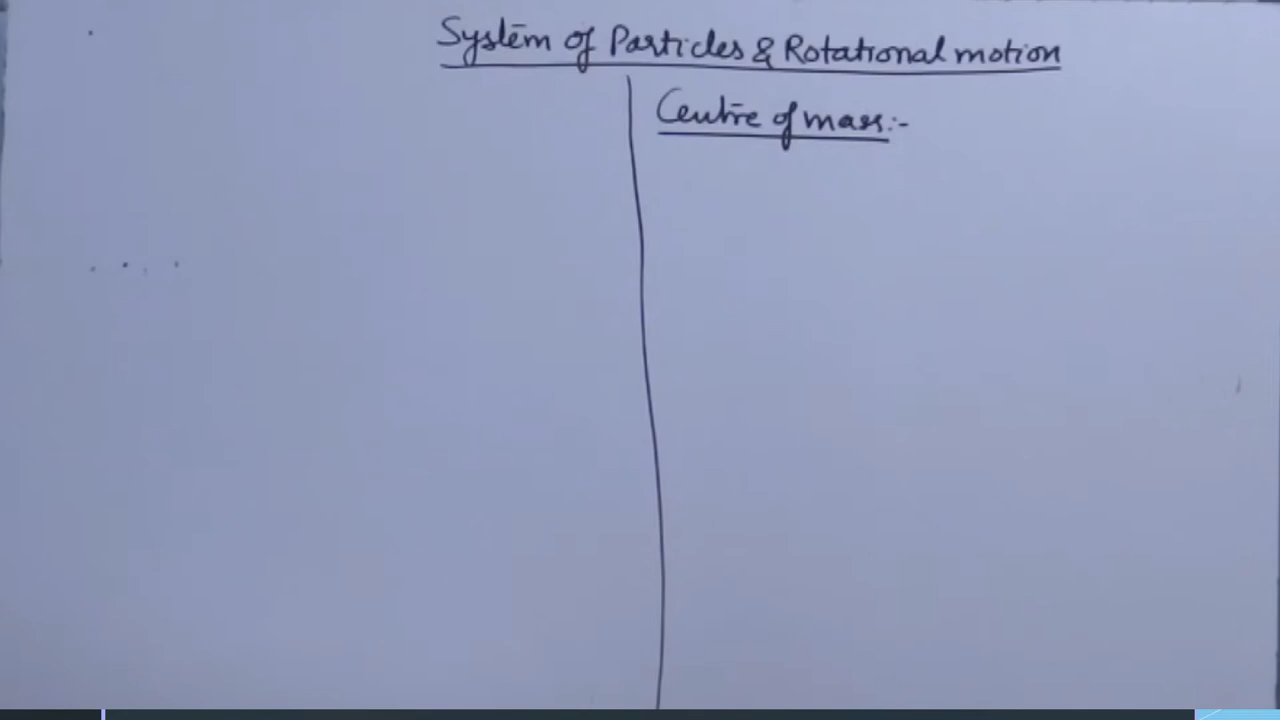 System of Particles & Rotational motion
Centre of mass:-